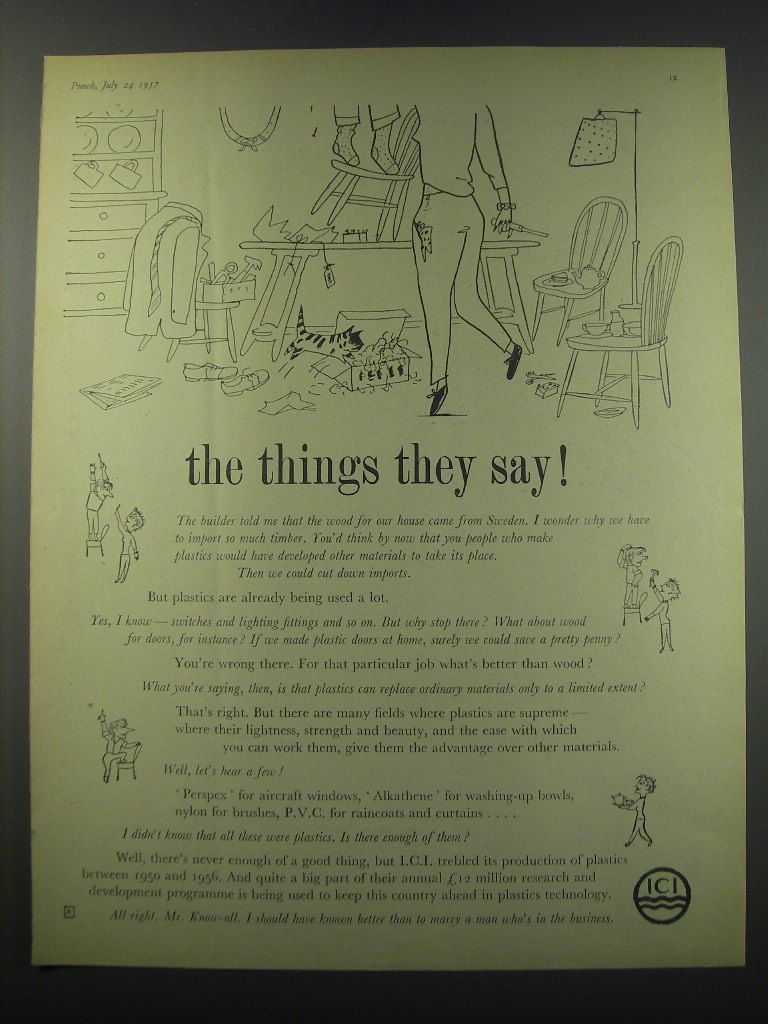 Punch, July 24 1957
ix
the things they say!
The builder told me that the wood for our house came from Sweden. I wonder why we have
to import so much timber. You'd think by now that you people who make
plastics would have developed other materials to take its place.
Then we could cut down imports.
But plastics are already being used a lot.
Yes, I know — switches and lighting fittings and so on. But why stop there? What about wood
for doors, for instance? If we made plastic doors at home, surely we could save a pretty penny?
You're wrong there. For that particular job what's better than wood?
What you're saying, then, is that plastics can replace ordinary materials only to a limited extent?
That's right. But there are many fields where plastics are supreme —
where their lightness, strength and beauty, and the ease with which
you can work them, give them the advantage over other materials.
Well, let's hear a few!
'Perspex' for aircraft windows, 'Alkathene' for washing-up bowls,
nylon for brushes, P.V.C. for raincoats and curtains . . . .
I didn't know that all these were plastics. Is there enough of them?
Well, there's never enough of a good thing, but I.C.I. trebled its production of plastics
between 1950 and 1956. And quite a big part of their annual £12 million research and
development programme is being used to keep this country ahead in plastics technology.
ICI
All right, Mr. Know-all. I should have known better than to marry a man who's in the business.